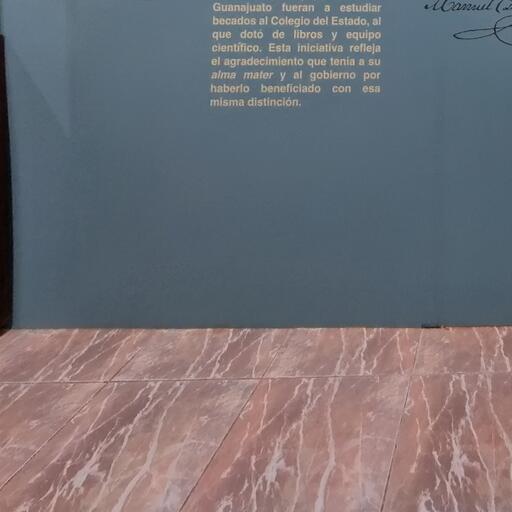 Guanajuato fueran a estudiar
becados al Colegio del Estado, al
que dotó de libros y equipo
científico. Esta iniciativa refleja
el agradecimiento que tenía a su
alma mater y al gobierno por
haberlo beneficiado con esa
misma distinción.
Manuel